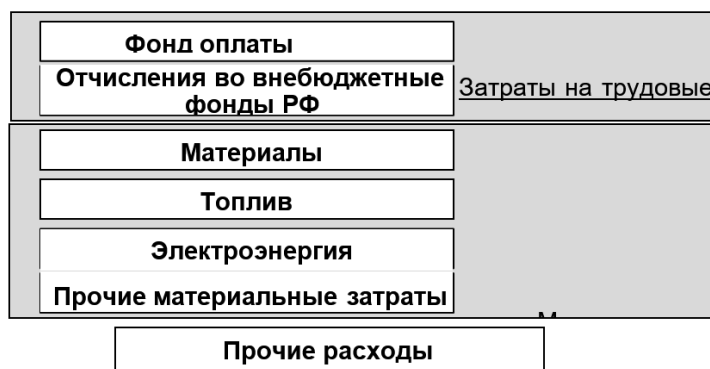 Фонд оплаты
Отчисления во внебюджетные
фонды РФ
Затраты на трудовые
Материалы
Топлив
Электроэнергия
Прочие материальные затраты
Прочие расходы